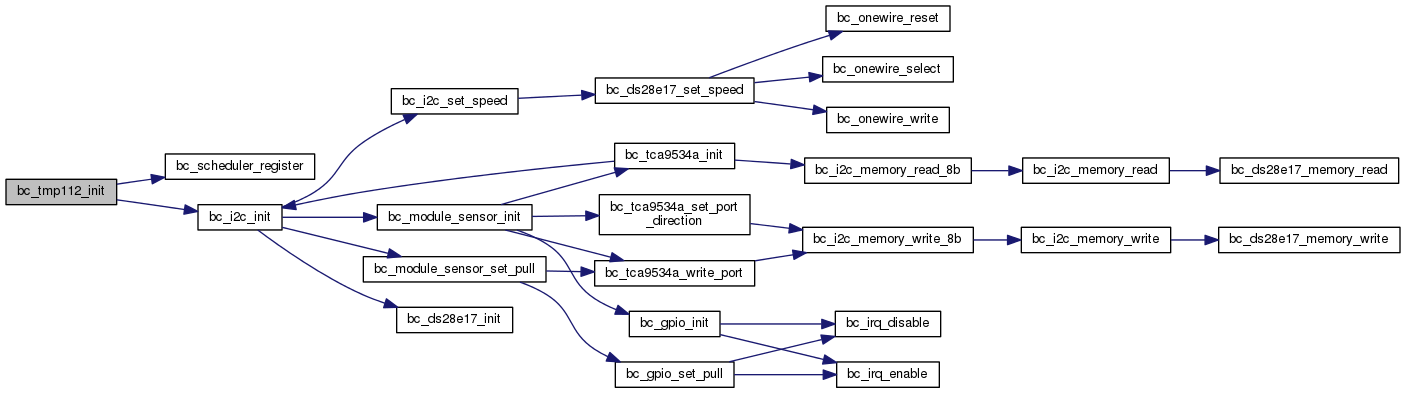 bc_tmp112_init
bc_scheduler_register
bc_i2c_init
bc_i2c_set_speed
bc_module_sensor_init
bc_module_sensor_set_pull
bc_ds28e17_init
bc_ds28e17_set_speed
bc_tca9534a_init
bc_tca9534a_set_port
_direction
bc_tca9534a_write_port
bc_gpio_init
bc_gpio_set_pull
bc_onewire_reset
bc_onewire_select
bc_onewire_write
bc_i2c_memory_read_8b
bc_i2c_memory_write_8b
bc_irq_disable
bc_irq_enable
bc_i2c_memory_read
bc_i2c_memory_write
bc_ds28e17_memory_read
bc_ds28e17_memory_write